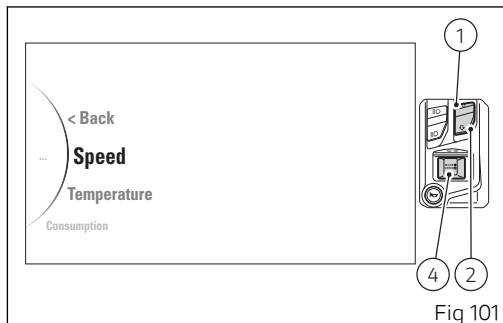 1
< Back
... Speed
Temperature
Consumption
4 2
Fig 101